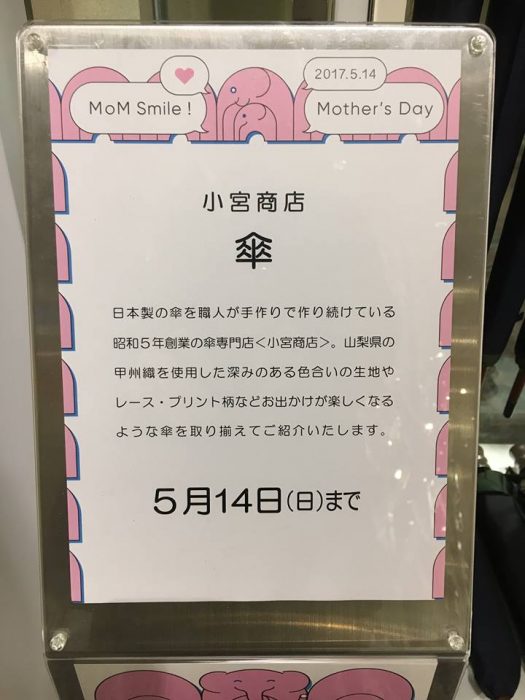 2017.5.14
MoM Smile !
Mother's Day
小宮商店
傘
日本製の傘を職人が手作りで作り続けている
昭和５年創業の傘専門店＜小宮商店＞。山梨県の
甲州織を使用した深みのある色合いの生地や
レース・プリント柄などお出かけが楽しくなる
ような傘を取り揃えてご紹介いたします。
5月14日(日)まで